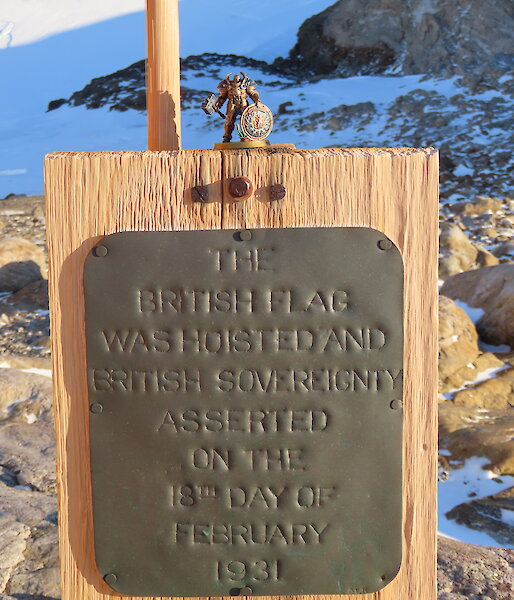 THE
BRITISH FLAG
WAS HOISTED AND
BRITISH SOVEREIGNTY
ASSERTED
ON THE
18TH DAY OF
FEBRUARY
1931